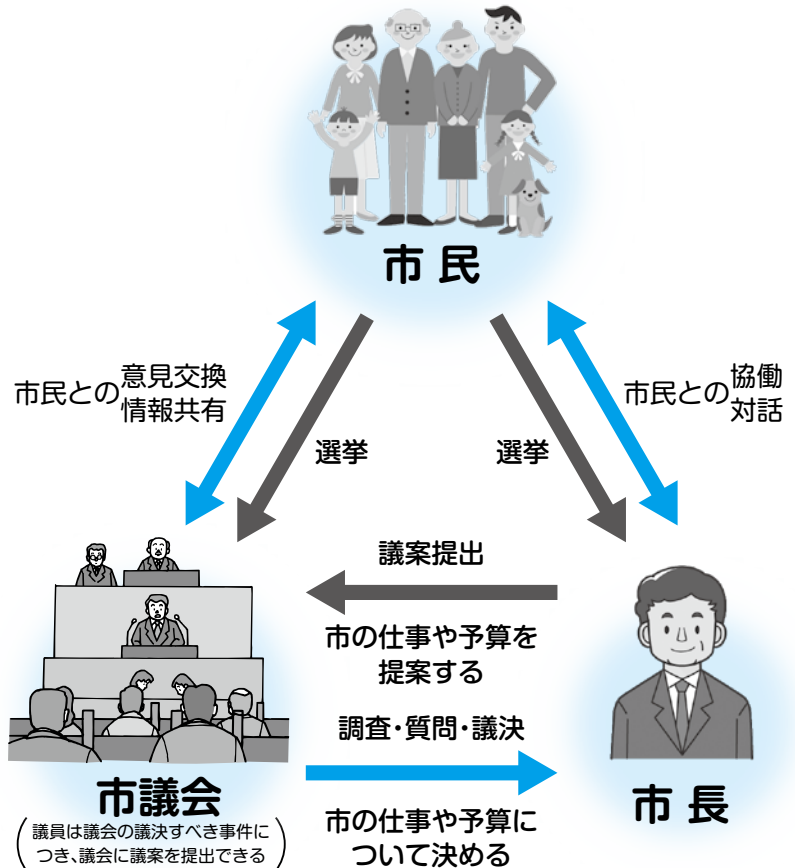 市民
市民との意見交換
情報共有
市民との協働
対話
選挙
選挙
議案提出
市の仕事や予算を
提案する
調査・質問・議決
市の仕事や予算に
ついて決める
市議会
(議員は議会の議決すべき事件に
つき、議会に議案を提出できる)
市長